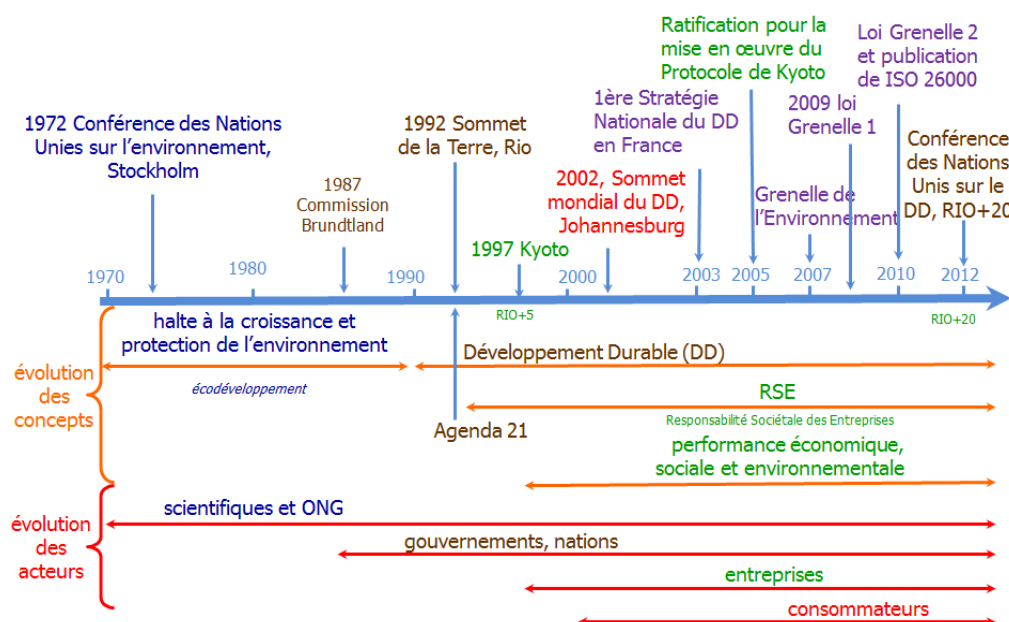 Ratification pour la
mise en œuvre du
Protocole de Kyoto
Loi Grenelle 2
et publication
de ISO 26000
1972 Conférence des Nations
Unies sur l’environnement,
Stockholm
1992 Sommet
de la Terre, Rio
1ère Stratégie
Nationale du DD
en France
2009 loi
Grenelle 1
Conférence
des Nations
Unis sur le
DD, RIO+20
1987
Commission
Brundtland
2002, Sommet
mondial du DD,
Johannesburg
Grenelle de
l’Environnement
1997 Kyoto
1970
1980
1990
2000
2003
2005
2007
2010
2012
RIO+5
RIO+20
halte à la croissance et
protection de l’environnement
Développement Durable (DD)
évolution
des
concepts
écodéveloppement
RSE
Responsabilité Sociétale des Entreprises
Agenda 21
performance économique,
sociale et environnementale
évolution
des
acteurs
scientifiques et ONG
gouvernements, nations
entreprises
consommateurs